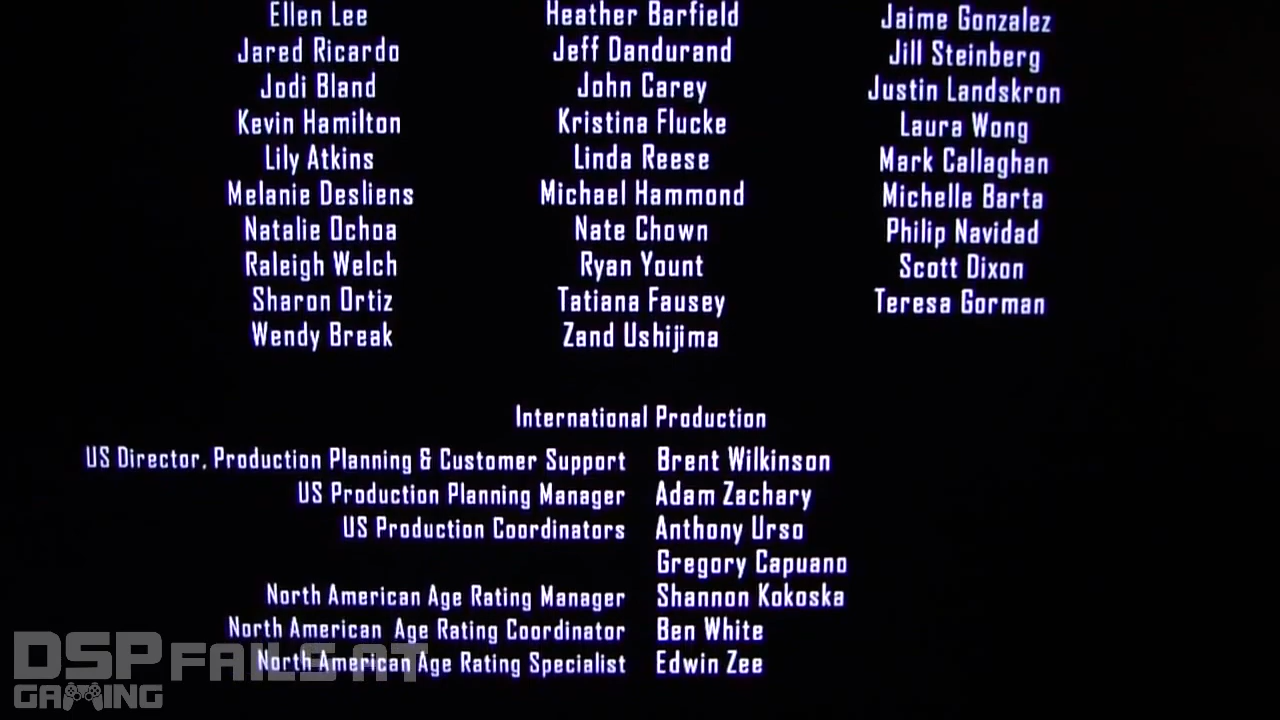 Ellen Lee
Jared Ricardo
Jodi Bland
Kevin Hamilton
Lily Atkins
Melanie Desliens
Natalie Ochoa
Raleigh Welch
Sharon Ortiz
Wendy Break
Heather Barfield
Jeff Dandurand
John Carey
Kristina Flucke
Linda Reese
Michael Hammond
Nate Chown
Ryan Yount
Tatiana Fausey
Zand Ushijima
Jaime Gonzalez
Jill Steinberg
Justin Landskron
Laura Wong
Mark Callaghan
Michelle Barta
Philip Navidad
Scott Dixon
Teresa Gorman
International Production
US Director, Production Planning & Customer Support Brent Wilkinson
US Production Planning Manager Adam Zachary
US Production Coordinators Anthony Urso
Gregory Capuano
North American Age Rating Manager Shannon Kokoska
North American Age Rating Coordinator Ben White
North American Age Rating Specialist Edwin Zee
DSP FAILS AT
GAMING